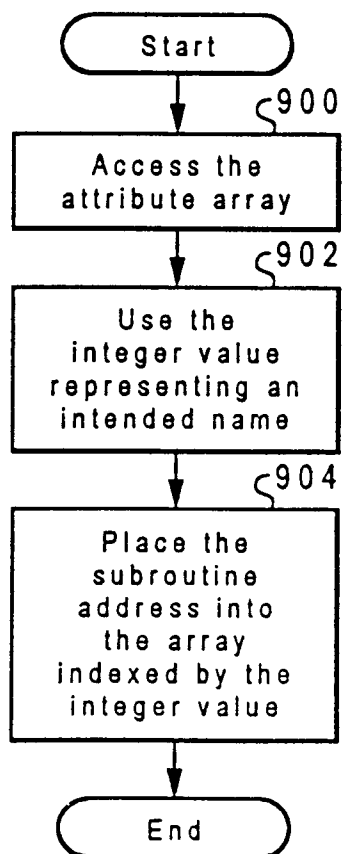 Start
900
Access the
attribute array
902
Use the
integer value
representing an
intended name
904
Place the
subroutine
address into
the array
indexed by the
integer value
End